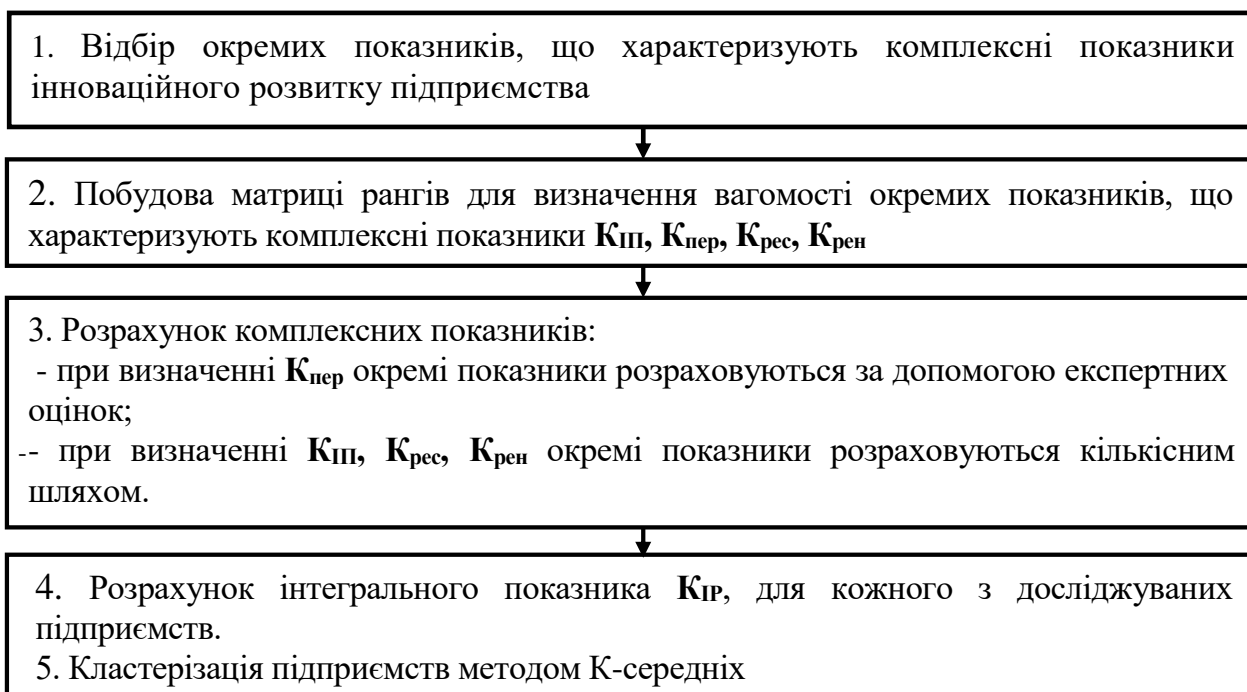 1. Відбір окремих показників, що характеризують комплексні показники
інноваційного розвитку підприємства
2. Побудова матриці рангів для визначення вагомості окремих показників, що
характеризують комплексні показники КІП, Кпер, Крес, Крен
3. Розрахунок комплексних показників:
- при визначенні Кпер окремі показники розраховуються за допомогою експертних
оцінок;
-- при визначенні КІП, Крес, Крен окремі показники розраховуються кількісним
шляхом.
4. Розрахунок інтегрального показника КІР, для кожного з досліджуваних
підприємств.
5. Кластерізація підприємств методом К-середніх